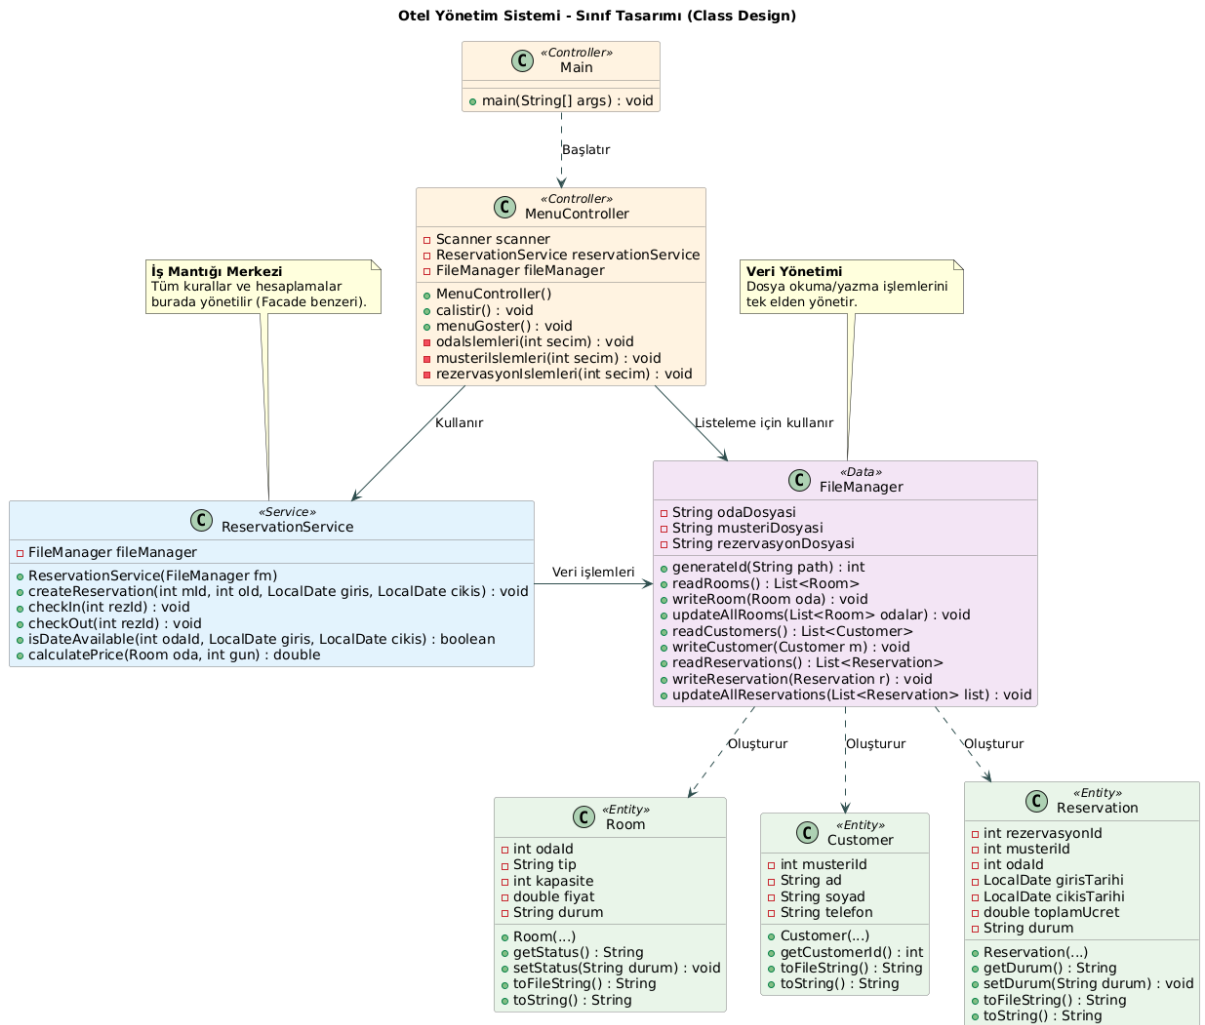 Otel Yönetim Sistemi - Sınıf Tasarımı (Class Design)
C
«Controller»
Main
main(String[] args) : void
Başlatır
C
«Controller»
MenuController
Scanner scanner
ReservationService reservationService
FileManager fileManager
MenuController()
calistir() : void
menuGoster() : void
odaIslemleri(int secim) : void
musteriIslemleri(int secim) : void
rezervasyonIslemleri(int secim) : void
İş Mantığı Merkezi
Tüm kurallar ve hesaplamalar
burada yönetilir (Facade benzeri).
Veri Yönetimi
Dosya okuma/yazma işlemlerini
tek elden yönetir.
Kullanır
Listeleme için kullanır
C
«Service»
ReservationService
FileManager fileManager
ReservationService(FileManager fm)
createReservation(int mId, int oId, LocalDate giris, LocalDate cikis) : void
checkIn(int rezId) : void
checkOut(int rezId) : void
isDateAvailable(int odaId, LocalDate giris, LocalDate cikis) : boolean
calculatePrice(Room oda, int gun) : double
Veri işlemleri
C
«Data»
FileManager
String odaDosyasi
String musteriDosyasi
String rezervasyonDosyasi
generateId(String path) : int
readRooms() : List<Room>
writeRoom(Room oda) : void
updateAllRooms(List<Room> odalar) : void
readCustomers() : List<Customer>
writeCustomer(Customer m) : void
readReservations() : List<Reservation>
writeReservation(Reservation r) : void
updateAllReservations(List<Reservation> list) : void
Oluşturur
Oluşturur
Oluşturur
C
«Entity»
Room
int odaId
String tip
int kapasite
double fiyat
String durum
Room(...)
getStatus() : String
setStatus(String durum) : void
toFileString() : String
toString() : String
C
«Entity»
Customer
int musteriId
String ad
String soyad
String telefon
Customer(...)
getCustomerId() : int
toFileString() : String
toString() : String
C
«Entity»
Reservation
int rezervasyonId
int musteriId
int odaId
LocalDate girisTarihi
LocalDate cikisTarihi
double toplamUcret
String durum
Reservation(...)
getDurum() : String
setDurum(String durum) : void
toFileString() : String
toString() : String